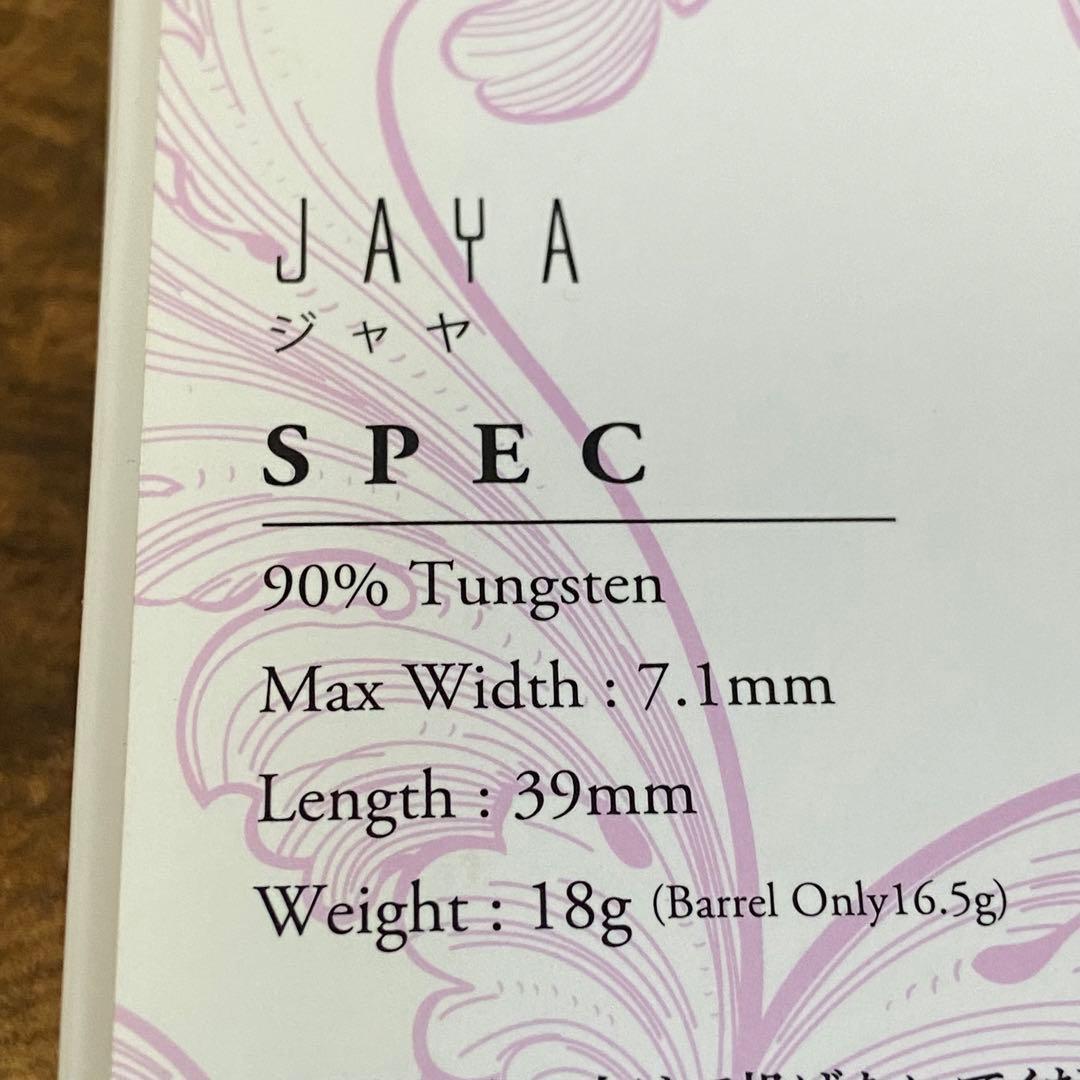 JAYA
ジャヤ
SPEC
90% Tungsten
Max Width : 7.1mm
Length : 39mm
Weight : 18g (Barrel Only16.5g)